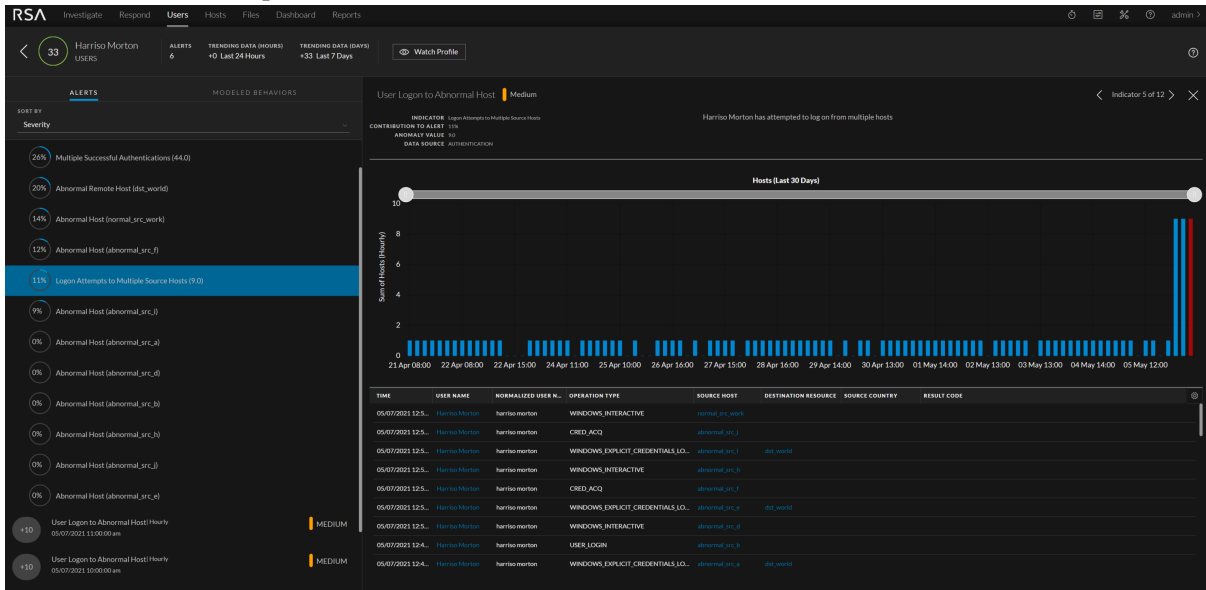 RSA Investigate Respond Users Hosts Files Dashboard Reports admin >
33 Harriso Morton USERS
ALERTS 6
TRENDING DATA (HOURS) +0 Last 24 Hours
TRENDING DATA (DAYS) +33 Last 7 Days
Watch Profile
ALERTS MODELED BEHAVIORS
SORT BY
Severity
26% Multiple Successful Authentications (44.0)
20% Abnormal Remote Host (dst_world)
14% Abnormal Host (normal_src_work)
12% Abnormal Host (abnormal_src_f)
11% Logon Attempts to Multiple Source Hosts (9.0)
9% Abnormal Host (abnormal_src_i)
0% Abnormal Host (abnormal_src_a)
0% Abnormal Host (abnormal_src_d)
0% Abnormal Host (abnormal_src_b)
0% Abnormal Host (abnormal_src_h)
0% Abnormal Host (abnormal_src_j)
0% Abnormal Host (abnormal_src_e)
+10 User Logon to Abnormal Host| Hourly MEDIUM
05/07/2021 11:00:00 am
+10 User Logon to Abnormal Host| Hourly MEDIUM
05/07/2021 10:00:00 am
User Logon to Abnormal Host Medium
Indicator 5 of 12
INDICATOR Logon Attempts to Multiple Source Hosts
CONTRIBUTION TO ALERT 11%
ANOMALY VALUE 9.0
DATA SOURCE AUTHENTICATION
Harriso Morton has attempted to log on from multiple hosts
Hosts (Last 30 Days)
Sum of Hosts (Hourly)
10
8
6
4
2
0
21 Apr 08:00 22 Apr 08:00 22 Apr 15:00 24 Apr 11:00 25 Apr 10:00 26 Apr 16:00 27 Apr 15:00 28 Apr 16:00 29 Apr 14:00 30 Apr 13:00 01 May 14:00 02 May 13:00 03 May 13:00 04 May 14:00 05 May 12:00
TIME USER NAME NORMALIZED USER N... OPERATION TYPE SOURCE HOST DESTINATION RESOURCE SOURCE COUNTRY RESULT CODE
05/07/2021 12:5... Harriso Morton harriso morton WINDOWS_INTERACTIVE normal_src_work
05/07/2021 12:5... Harriso Morton harriso morton CRED_ACQ abnormal_src_j
05/07/2021 12:5... Harriso Morton harriso morton WINDOWS_EXPLICIT_CREDENTIALS_LO... abnormal_src_i dst_world
05/07/2021 12:5... Harriso Morton harriso morton WINDOWS_INTERACTIVE abnormal_src_h
05/07/2021 12:5... Harriso Morton harriso morton CRED_ACQ abnormal_src_f
05/07/2021 12:5... Harriso Morton harriso morton WINDOWS_EXPLICIT_CREDENTIALS_LO... abnormal_src_e dst_world
05/07/2021 12:5... Harriso Morton harriso morton WINDOWS_INTERACTIVE abnormal_src_d
05/07/2021 12:4... Harriso Morton harriso morton USER_LOGIN abnormal_src_b
05/07/2021 12:4... Harriso Morton harriso morton WINDOWS_EXPLICIT_CREDENTIALS_LO... abnormal_src_a dst_world